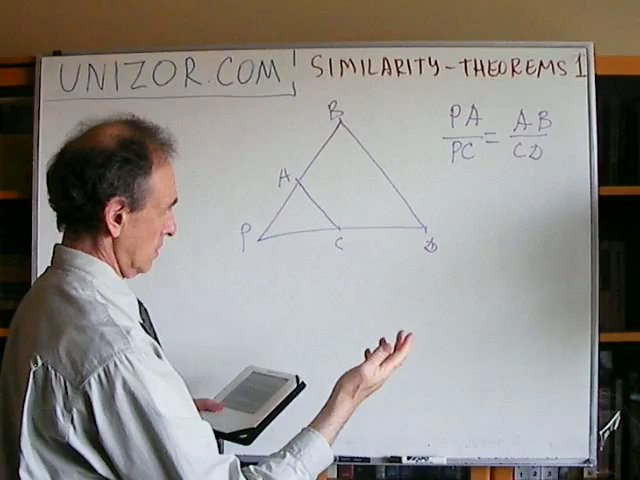 UNIZOR.COM
SIMILARITY-THEOREMS 1
B
A
P
C
D
PA/PC = AB/CD